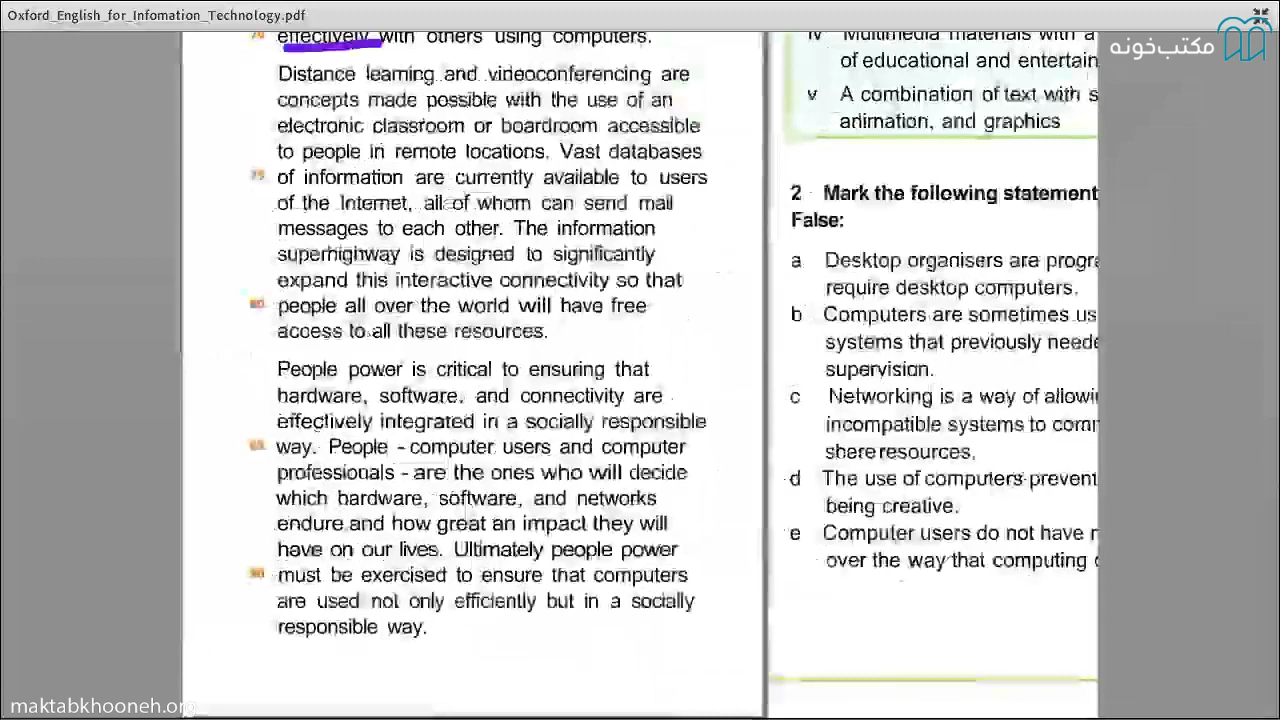 Oxford_English_for_Infomation_Technology.pdf
مکتب‌خونه
70 effectively with others using computers.
Distance learning and videoconferencing are
concepts made possible with the use of an
electronic classroom or boardroom accessible
to people in remote locations. Vast databases
75 of information are currently available to users
of the Internet, all of whom can send mail
messages to each other. The information
superhighway is designed to significantly
expand this interactive connectivity so that
80 people all over the world will have free
access to all these resources.
People power is critical to ensuring that
hardware, software, and connectivity are
effectively integrated in a socially responsible
85 way. People - computer users and computer
professionals - are the ones who will decide
which hardware, software, and networks
endure and how great an impact they will
have on our lives. Ultimately people power
90 must be exercised to ensure that computers
are used not only efficiently but in a socially
responsible way.
iv Multimedia materials with a
of educational and entertain
v A combination of text with s
animation, and graphics
2 Mark the following statement
False:
a Desktop organisers are progra
require desktop computers.
b Computers are sometimes us
systems that previously neede
supervision.
c Networking is a way of allowi
incompatible systems to comm
share resources.
d The use of computers prevent
being creative.
e Computer users do not have
over the way that computing
maktabkhooneh.org